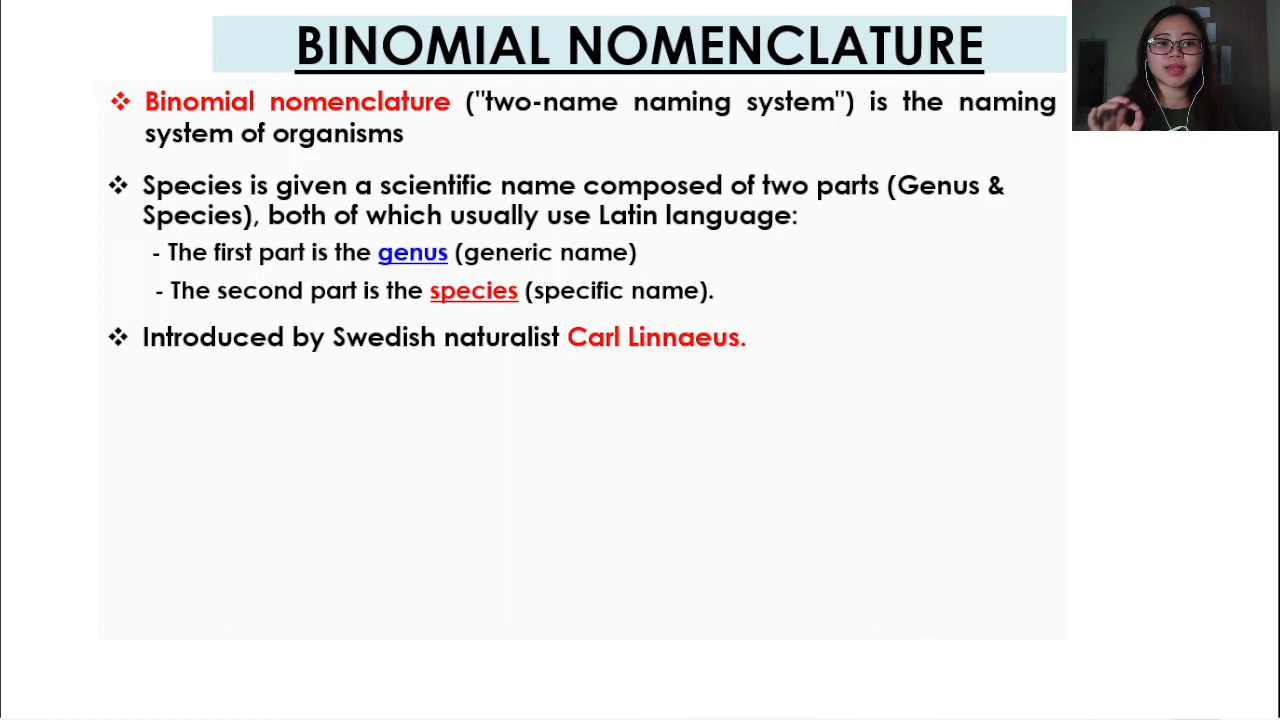 BINOMIAL NOMENCLATURE
❖ Binomial nomenclature ("two-name naming system") is the naming
system of organisms
❖ Species is given a scientific name composed of two parts (Genus &
Species), both of which usually use Latin language:
- The first part is the genus (generic name)
- The second part is the species (specific name).
❖ Introduced by Swedish naturalist Carl Linnaeus.